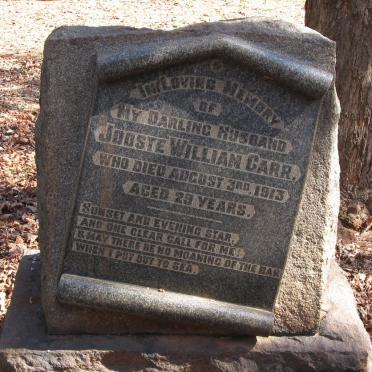 IN LOVING MEMORY
OF
MY DARLING HUSBAND
JOOSTE WILLIAN CARR,
WHO DIED AUGUST 3RD 1913
AGED 29 YEARS.
SUNSET AND EVENING STAR,
AND ONE CLEAR CALL FOR ME,
MAY THERE BE NO MOANING OF THE BAR
WHEN I PUT OUT TO SEA